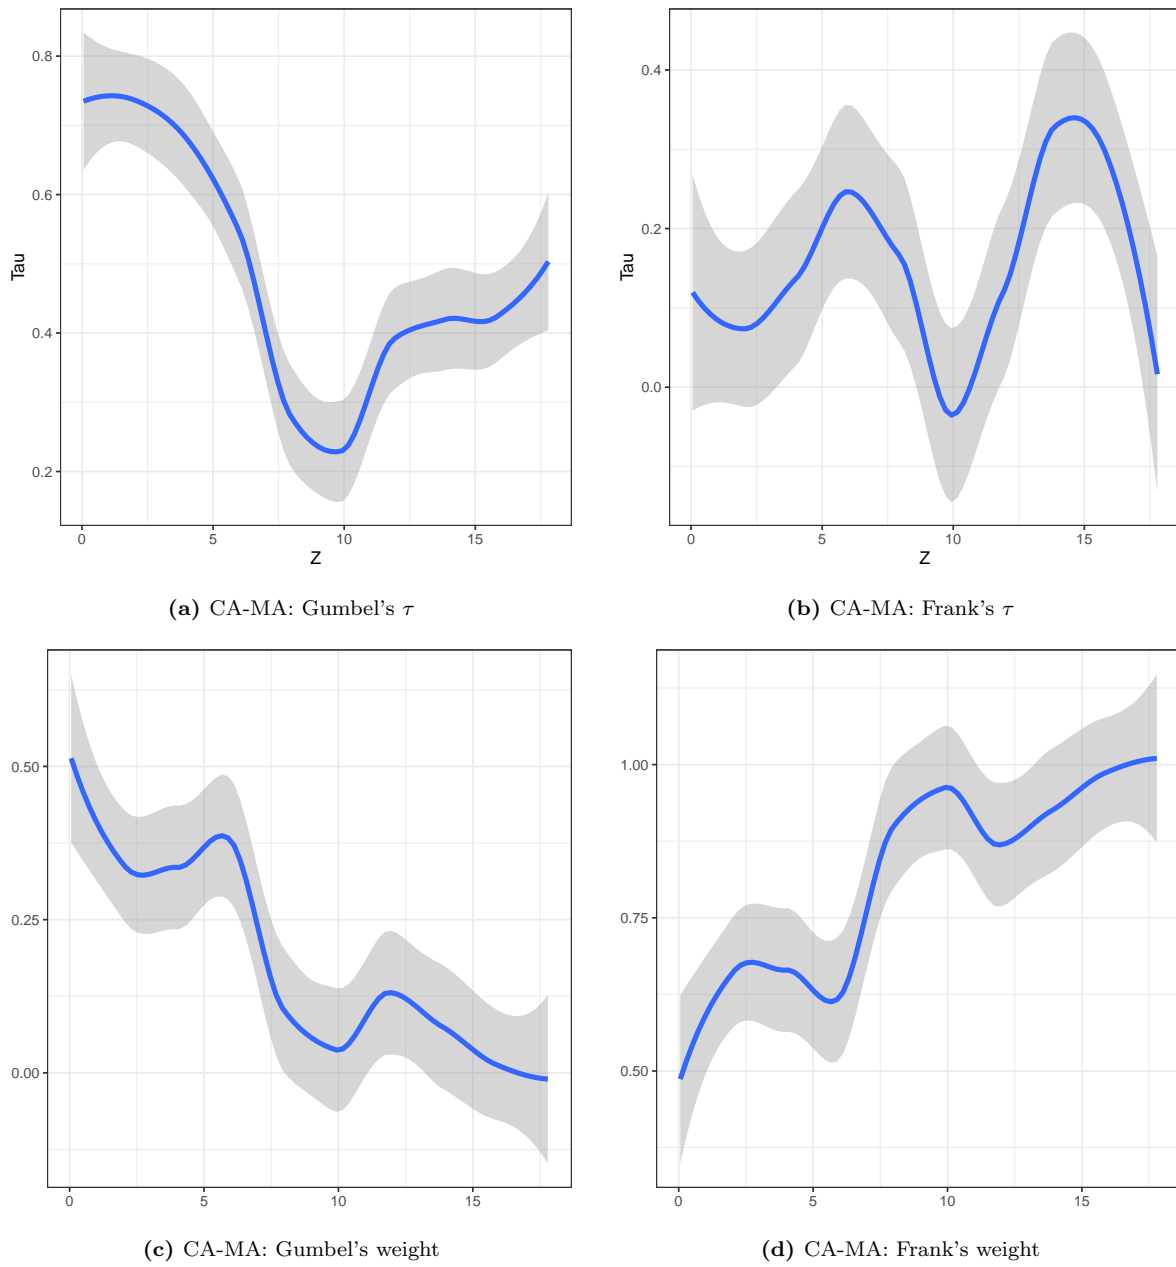 0.8
0.6
0.4
0.2
Tau
0 5 10 15
Z
(a) CA-MA: Gumbel's τ
0.4
0.2
0.0
Tau
0 5 10 15
Z
(b) CA-MA: Frank's τ
0.50
0.25
0.00
0 5 10 15
(c) CA-MA: Gumbel's weight
1.00
0.75
0.50
0 5 10 15
(d) CA-MA: Frank's weight